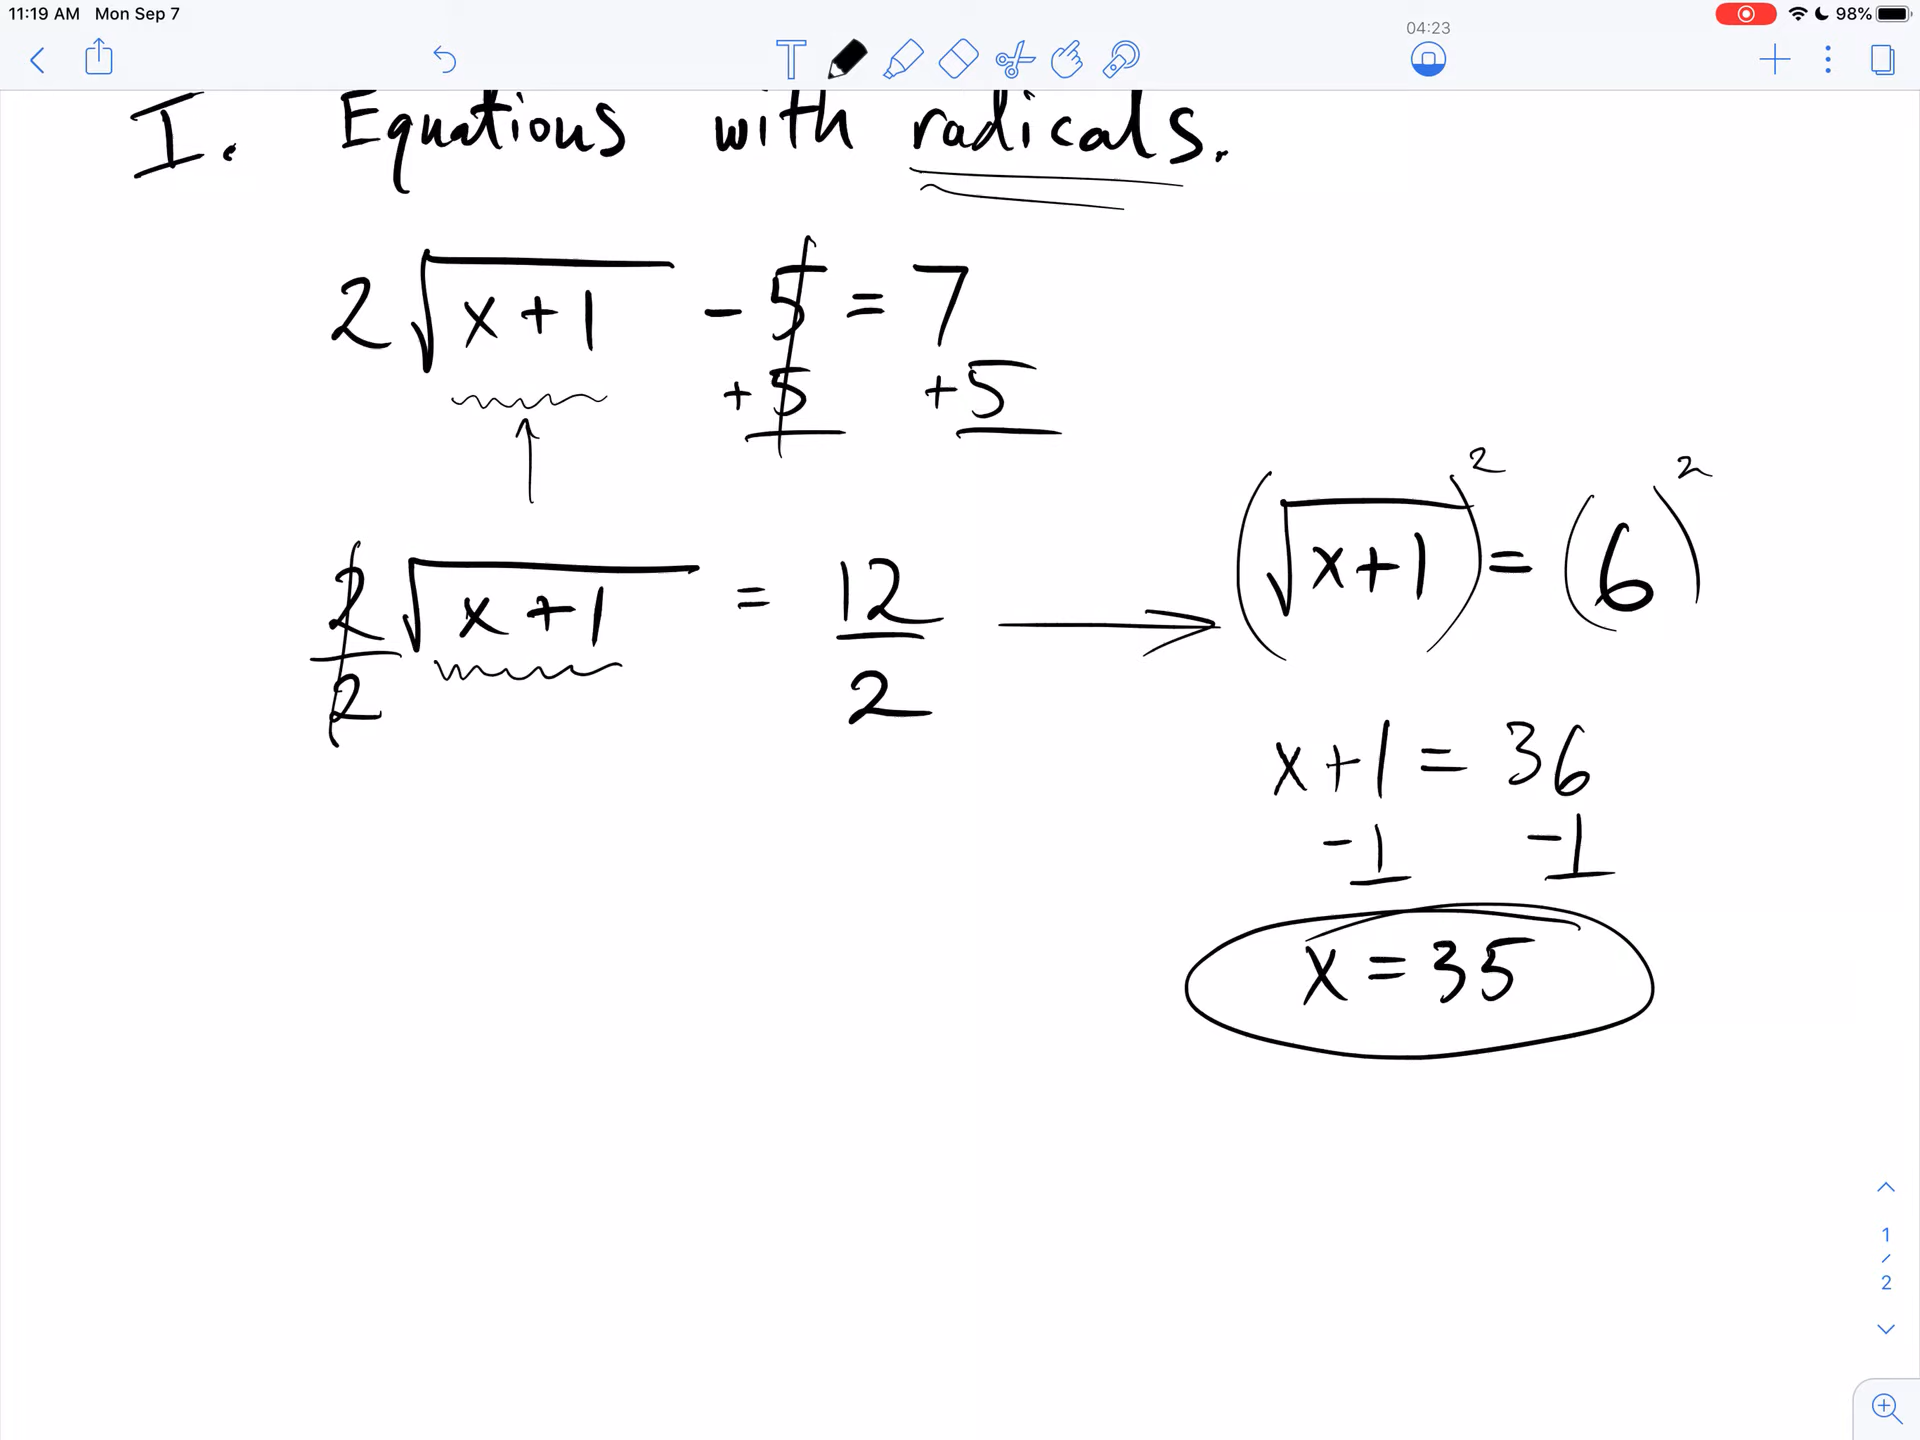 11:19 AM Mon Sep 7
98%
04:23
T
I. Equations with radicals.
2√(x+1) - 5 = 7
+5 +5
2/2 √(x+1) = 12/2
(√(x+1))² = (6)²
x+1 = 36
-1 -1
x = 35
1
/
2